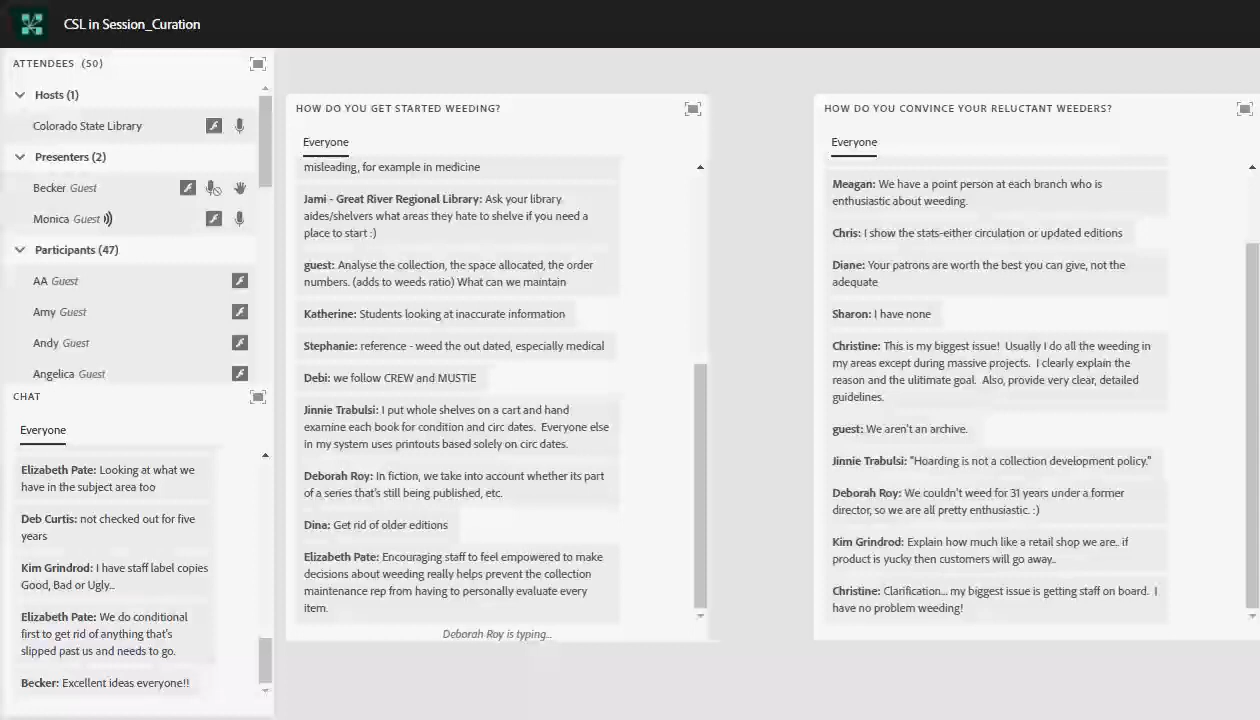 CSL in Session_Curation
ATTENDEES (50)
Hosts (1)
Colorado State Library
Presenters (2)
Becker Guest
Monica Guest
Participants (47)
AA Guest
Amy Guest
Andy Guest
Angelica Guest
CHAT
Everyone
Elizabeth Pate: Looking at what we
have in the subject area too
Deb Curtis: not checked out for five
years
Kim Grindrod: I have staff label copies
Good, Bad or Ugly..
Elizabeth Pate: We do conditional
first to get rid of anything that's
slipped past us and needs to go.
Becker: Excellent ideas everyone!!
HOW DO YOU GET STARTED WEEDING?
Everyone
misleading, for example in medicine
Jami - Great River Regional Library: Ask your library
aides/shelvers what areas they hate to shelve if you need a
place to start :)
guest: Analyse the collection, the space allocated, the order
numbers. (adds to weeds ratio) What can we maintain
Katherine: Students looking at inaccurate information
Stephanie: reference - weed the out dated, especially medical
Debi: we follow CREW and MUSTIE
Jinnie Trabulsi: I put whole shelves on a cart and hand
examine each book for condition and circ dates. Everyone else
in my system uses printouts based solely on circ dates.
Deborah Roy: In fiction, we take into account whether its part
of a series that's still being published, etc.
Dina: Get rid of older editions
Elizabeth Pate: Encouraging staff to feel empowered to make
decisions about weeding really helps prevent the collection
maintenance rep from having to personally evaluate every
item.
Deborah Roy is typing...
HOW DO YOU CONVINCE YOUR RELUCTANT WEEDERS?
Everyone
Meagan: We have a point person at each branch who is
enthusiastic about weeding.
Chris: I show the stats-either circulation or updated editions
Diane: Your patrons are worth the best you can give, not the
adequate
Sharon: I have none
Christine: This is my biggest issue! Usually I do all the weeding in
my areas except during massive projects. I clearly explain the
reason and the ulitimate goal. Also, provide very clear, detailed
guidelines.
guest: We aren't an archive.
Jinnie Trabulsi: "Hoarding is not a collection development policy."
Deborah Roy: We couldn't weed for 31 years under a former
director, so we are all pretty enthusiastic. :)
Kim Grindrod: Explain how much like a retail shop we are.. if
product is yucky then customers will go away..
Christine: Clarification... my biggest issue is getting staff on board. I
have no problem weeding!